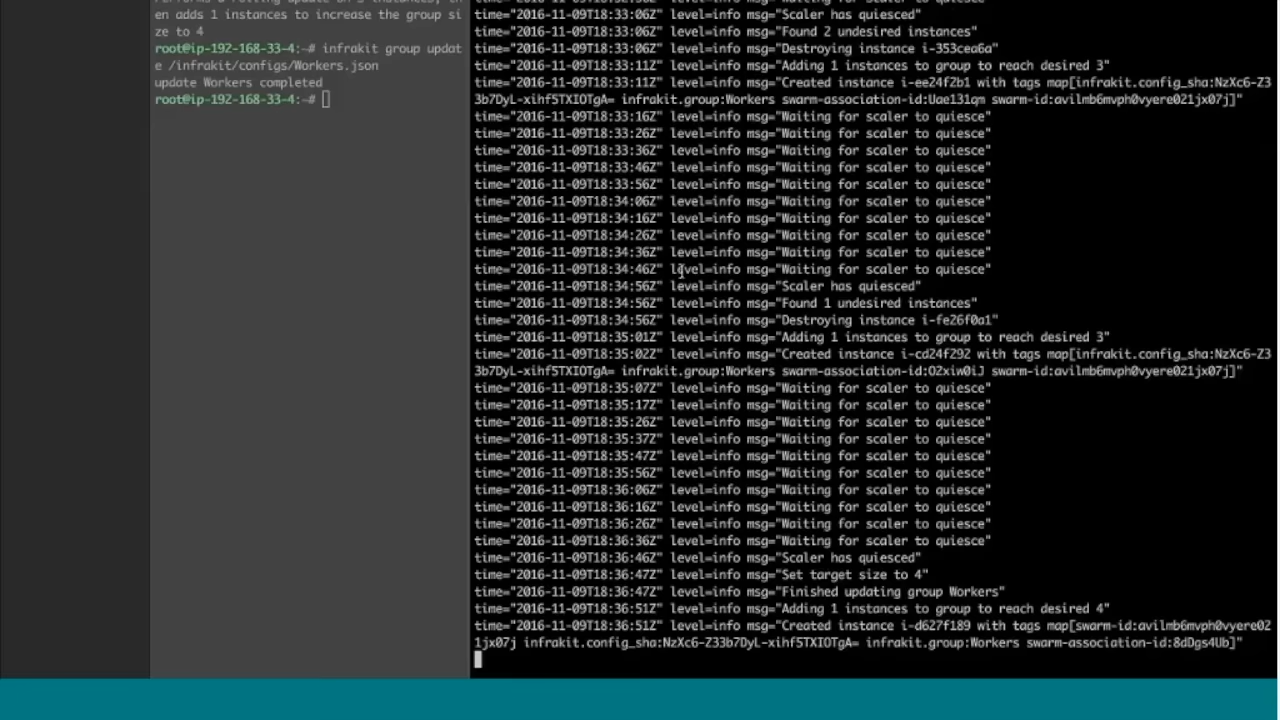 performs a rolling update on 3 instances, th
en adds 1 instances to increase the group si
ze to 4
root@ip-192-168-33-4:~# infrakit group updat
e /infrakit/configs/Workers.json
update Workers completed
root@ip-192-168-33-4:~#
time="2016-11-09T18:33:06Z" level=info msg="Scaler has quiesced"
time="2016-11-09T18:33:06Z" level=info msg="Found 2 undesired instances"
time="2016-11-09T18:33:06Z" level=info msg="Destroying instance i-353cea6a"
time="2016-11-09T18:33:11Z" level=info msg="Adding 1 instances to group to reach desired 3"
time="2016-11-09T18:33:11Z" level=info msg="Created instance i-ee24f2b1 with tags map[infrakit.config_sha:NzXc6-Z3
3b7DyL-xihf5TXIOTgA= infrakit.group:Workers swarm-association-id:Uae131qm swarm-id:avilmb6mvph0vyere021jx07j]"
time="2016-11-09T18:33:16Z" level=info msg="Waiting for scaler to quiesce"
time="2016-11-09T18:33:26Z" level=info msg="Waiting for scaler to quiesce"
time="2016-11-09T18:33:36Z" level=info msg="Waiting for scaler to quiesce"
time="2016-11-09T18:33:46Z" level=info msg="Waiting for scaler to quiesce"
time="2016-11-09T18:33:56Z" level=info msg="Waiting for scaler to quiesce"
time="2016-11-09T18:34:06Z" level=info msg="Waiting for scaler to quiesce"
time="2016-11-09T18:34:16Z" level=info msg="Waiting for scaler to quiesce"
time="2016-11-09T18:34:26Z" level=info msg="Waiting for scaler to quiesce"
time="2016-11-09T18:34:36Z" level=info msg="Waiting for scaler to quiesce"
time="2016-11-09T18:34:46Z" level=info msg="Waiting for scaler to quiesce"
time="2016-11-09T18:34:56Z" level=info msg="Scaler has quiesced"
time="2016-11-09T18:34:56Z" level=info msg="Found 1 undesired instances"
time="2016-11-09T18:34:56Z" level=info msg="Destroying instance i-fe26f0a1"
time="2016-11-09T18:35:01Z" level=info msg="Adding 1 instances to group to reach desired 3"
time="2016-11-09T18:35:02Z" level=info msg="Created instance i-cd24f292 with tags map[infrakit.config_sha:NzXc6-Z3
3b7DyL-xihf5TXIOTgA= infrakit.group:Workers swarm-association-id:O2xiw0iJ swarm-id:avilmb6mvph0vyere021jx07j]"
time="2016-11-09T18:35:07Z" level=info msg="Waiting for scaler to quiesce"
time="2016-11-09T18:35:17Z" level=info msg="Waiting for scaler to quiesce"
time="2016-11-09T18:35:26Z" level=info msg="Waiting for scaler to quiesce"
time="2016-11-09T18:35:37Z" level=info msg="Waiting for scaler to quiesce"
time="2016-11-09T18:35:47Z" level=info msg="Waiting for scaler to quiesce"
time="2016-11-09T18:35:56Z" level=info msg="Waiting for scaler to quiesce"
time="2016-11-09T18:36:06Z" level=info msg="Waiting for scaler to quiesce"
time="2016-11-09T18:36:16Z" level=info msg="Waiting for scaler to quiesce"
time="2016-11-09T18:36:26Z" level=info msg="Waiting for scaler to quiesce"
time="2016-11-09T18:36:36Z" level=info msg="Waiting for scaler to quiesce"
time="2016-11-09T18:36:46Z" level=info msg="Scaler has quiesced"
time="2016-11-09T18:36:47Z" level=info msg="Set target size to 4"
time="2016-11-09T18:36:47Z" level=info msg="Finished updating group Workers"
time="2016-11-09T18:36:51Z" level=info msg="Adding 1 instances to group to reach desired 4"
time="2016-11-09T18:36:51Z" level=info msg="Created instance i-d627f189 with tags map[swarm-id:avilmb6mvph0vyere02
1jx07j infrakit.config_sha:NzXc6-Z33b7DyL-xihf5TXIOTgA= infrakit.group:Workers swarm-association-id:8dDgs4Ub]"